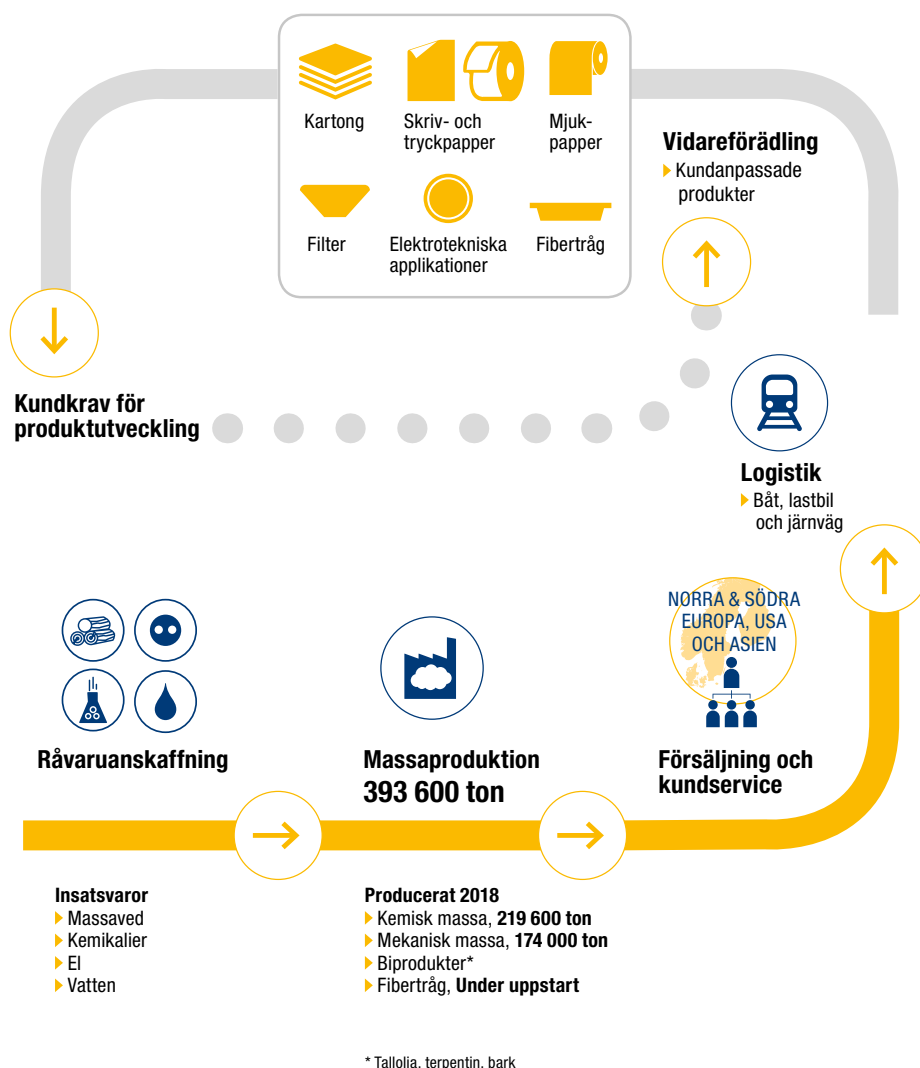 Kartong
Skriv- och
tryckpapper
Mjuk-
papper
Filter
Elektrotekniska
applikationer
Fibertråg
Vidareförädling
Kundanpassade
produkter
Kundkrav för
produktutveckling
Logistik
Båt, lastbil
och järnväg
NORRA & SÖDRA
EUROPA, USA
OCH ASIEN
Råvaruanskaffning
Massaproduktion
393 600 ton
Försäljning och
kundservice
Insatsvaror
Massaved
Kemikalier
El
Vatten
Producerat 2018
Kemisk massa, 219 600 ton
Mekanisk massa, 174 000 ton
Biprodukter*
Fibertråg, Under uppstart
* Tallolja, terpentin, bark